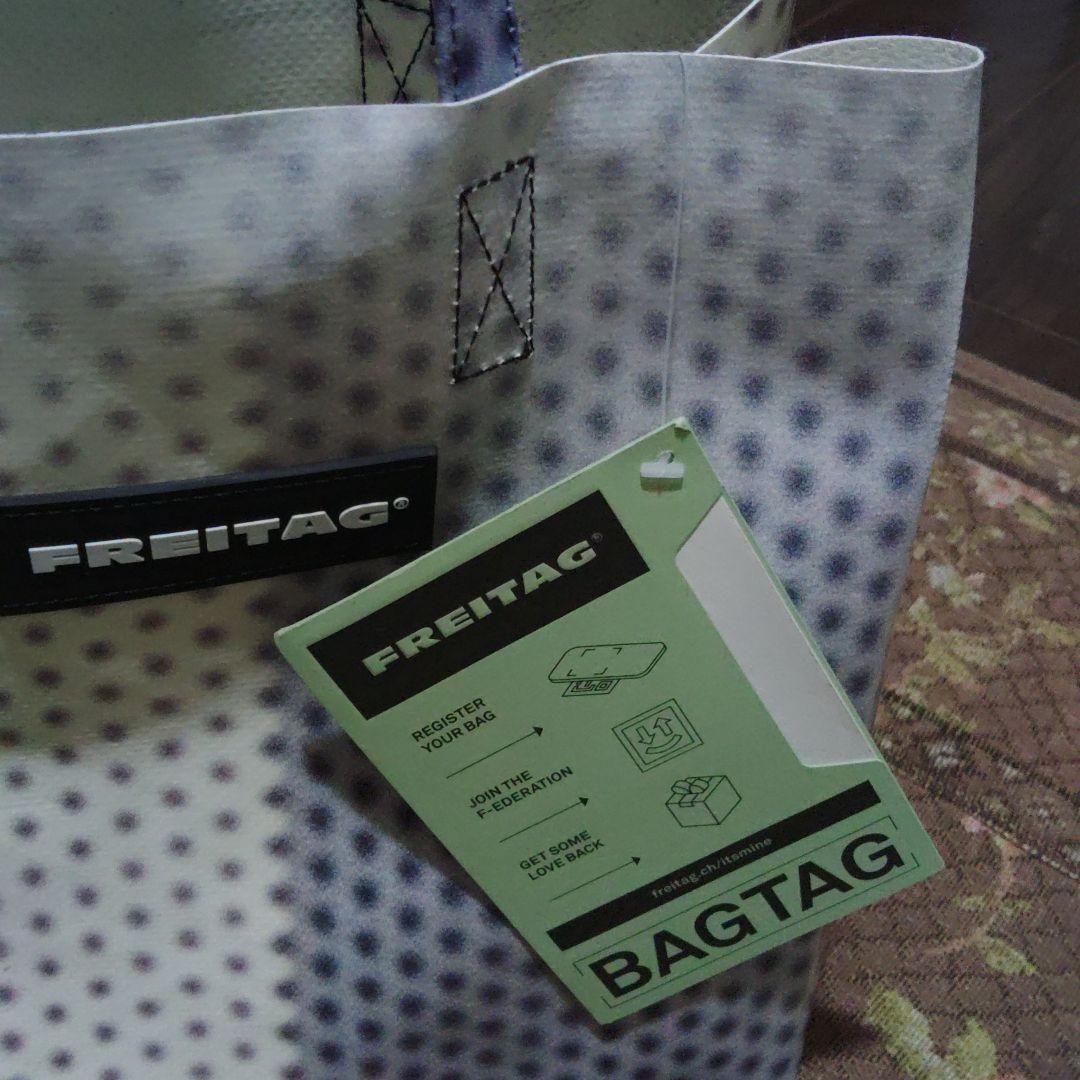 FREITAG®
FREITAG®
REGISTER
YOUR BAG
JOIN THE
F-EDERATION
GET SOME
LOVE BACK
freitag.ch/itsmine
BAGTAG